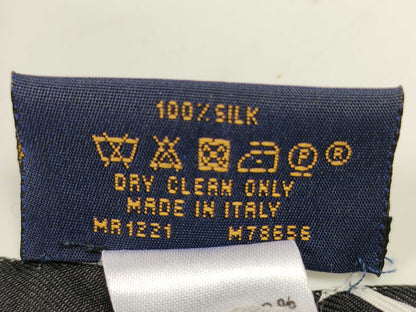 100% SILK
P R
DRY CLEAN ONLY
MADE IN ITALY
MR1221 M78656
%